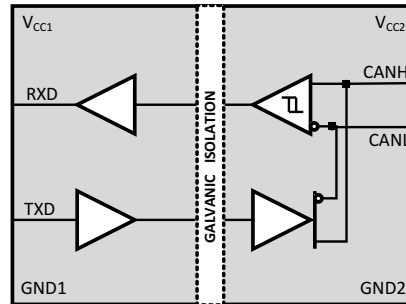 VCC1
VCC2
CANH
RXD
GALVANIC ISOLATION
CANL
TXD
GND1
GND2